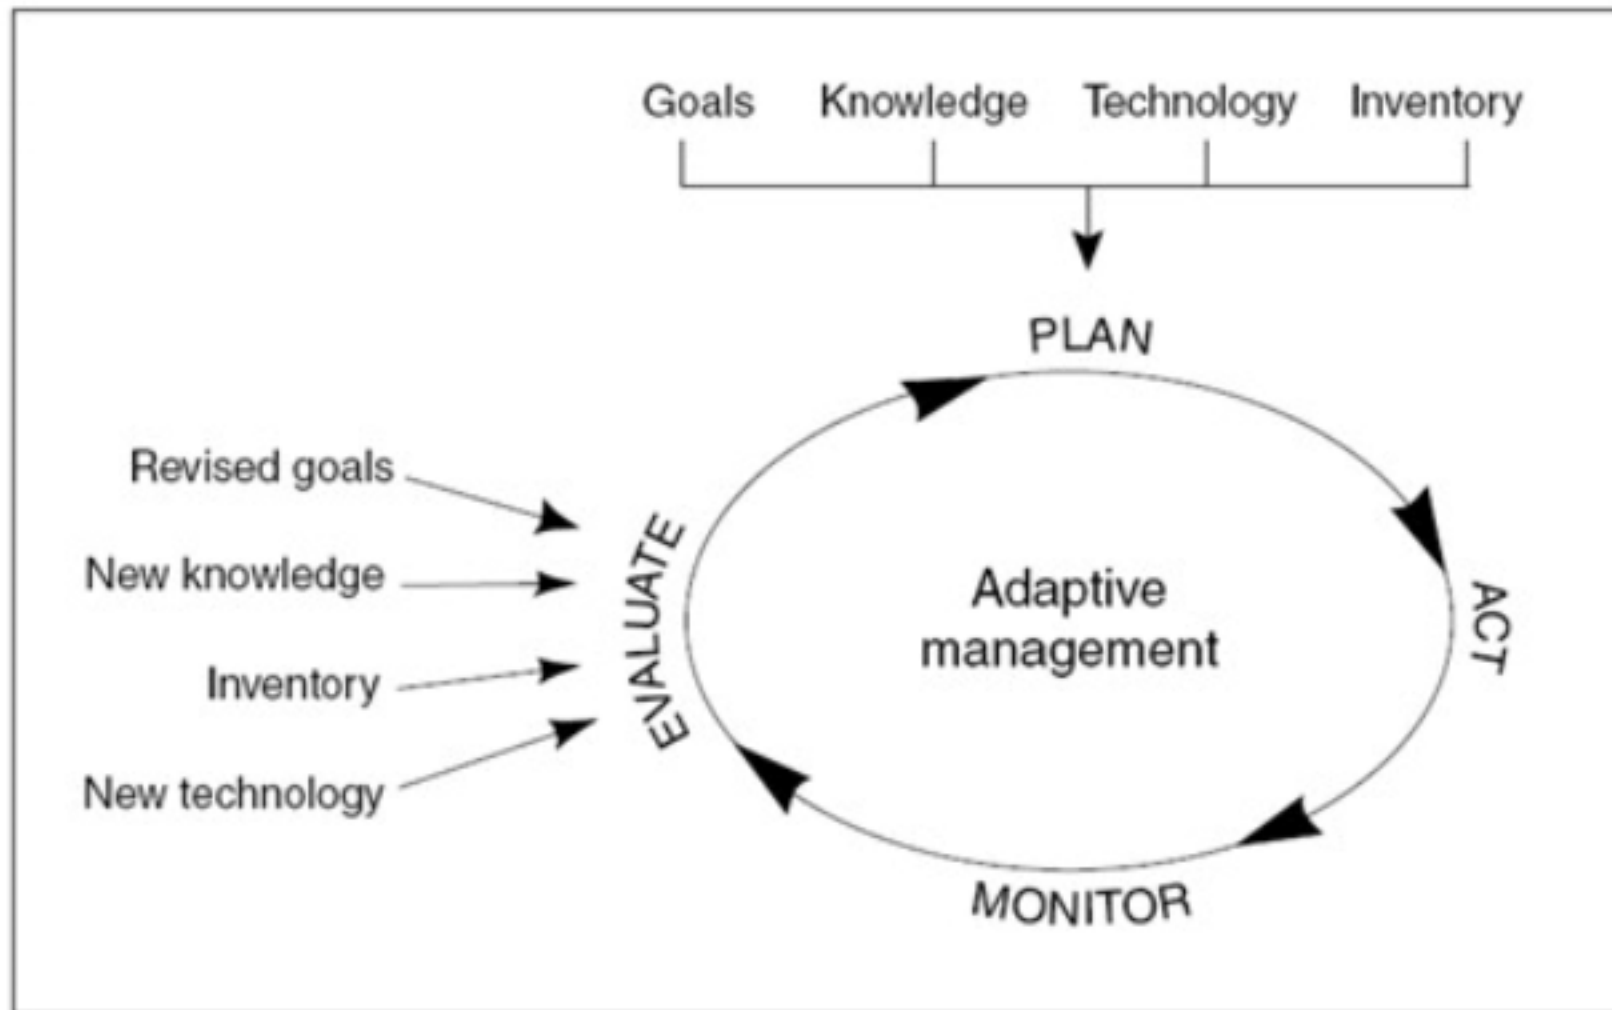 Goals Knowledge Technology Inventory
PLAN
Revised goals
New knowledge
Inventory
New technology
EVALUATE
Adaptive
management
ACT
MONITOR